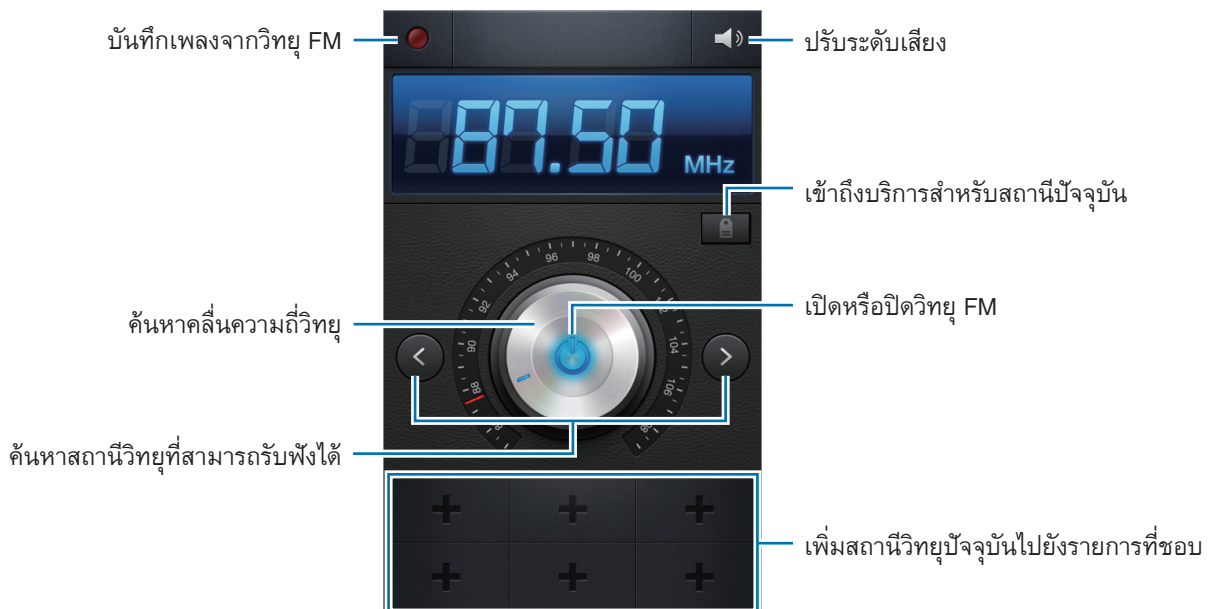 บันทึกเพลงจากวิทยุ FM
ปรับระดับเสียง
87.50 MHz
เข้าถึงบริการสำหรับสถานีปัจจุบัน
96 98
94 100
92
เปิดหรือปิดวิทยุ FM
ค้นหาคลื่นความถี่วิทยุ
90 104
88 106
ค้นหาสถานีวิทยุที่สามารถรับฟังได้
เพิ่มสถานีวิทยุปัจจุบันไปยังรายการที่ชอบ